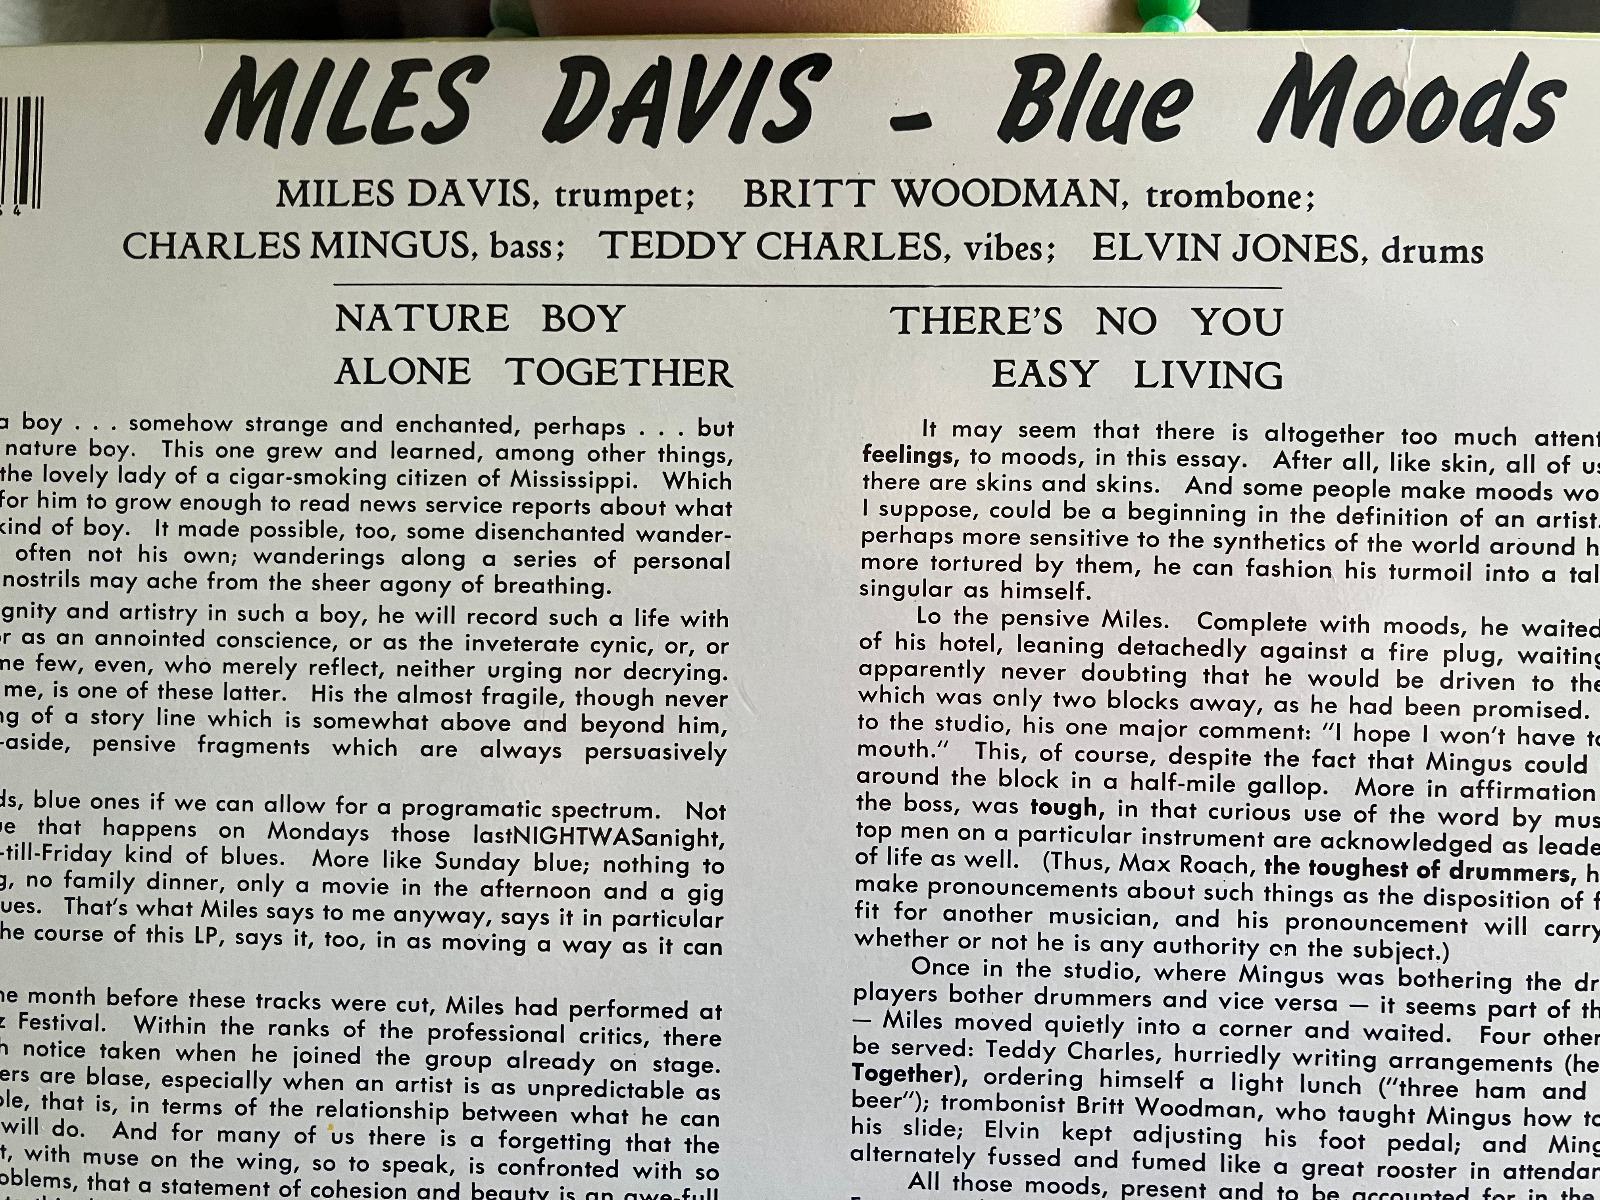 MILES DAVIS - Blue Moods
4
MILES DAVIS, trumpet; BRITT WOODMAN, trombone;
CHARLES MINGUS, bass; TEDDY CHARLES, vibes; ELVIN JONES, drums
NATURE BOY
ALONE TOGETHER
THERE'S NO YOU
EASY LIVING
a boy . . . somehow strange and enchanted, perhaps . . . but
nature boy. This one grew and learned, among other things,
the lovely lady of a cigar-smoking citizen of Mississippi. Which
for him to grow enough to read news service reports about what
kind of boy. It made possible, too, some disenchanted wander-
often not his own; wanderings along a series of personal
nostrils may ache from the sheer agony of breathing.
gnity and artistry in such a boy, he will record such a life with
or as an annointed conscience, or as the inveterate cynic, or, or
me few, even, who merely reflect, neither urging nor decrying.
me, is one of these latter. His the almost fragile, though never
ng of a story line which is somewhat above and beyond him,
-aside, pensive fragments which are always persuasively
ds, blue ones if we can allow for a programatic spectrum. Not
ue that happens on Mondays those lastNIGHTWASanight,
-till-Friday kind of blues. More like Sunday blue; nothing to
g, no family dinner, only a movie in the afternoon and a gig
ues. That's what Miles says to me anyway, says it in particular
he course of this LP, says it, too, in as moving a way as it can
he month before these tracks were cut, Miles had performed at
z Festival. Within the ranks of the professional critics, there
h notice taken when he joined the group already on stage.
ers are blase, especially when an artist is as unpredictable as
ble, that is, in terms of the relationship between what he can
will do. And for many of us there is a forgetting that the
t, with muse on the wing, so to speak, is confronted with so
oblems, that a statement of cohesion and beauty is an awe-full
It may seem that there is altogether too much attent
feelings, to moods, in this essay. After all, like skin, all of us
there are skins and skins. And some people make moods wo
I suppose, could be a beginning in the definition of an artist.
perhaps more sensitive to the synthetics of the world around h
more tortured by them, he can fashion his turmoil into a tal
singular as himself.
Lo the pensive Miles. Complete with moods, he waited
of his hotel, leaning detachedly against a fire plug, waiting
apparently never doubting that he would be driven to the
which was only two blocks away, as he had been promised.
to the studio, his one major comment: "I hope I won't have to
mouth." This, of course, despite the fact that Mingus could
around the block in a half-mile gallop. More in affirmation
the boss, was tough, in that curious use of the word by mus
top men on a particular instrument are acknowledged as leade
of life as well. (Thus, Max Roach, the toughest of drummers, h
make pronouncements about such things as the disposition of f
fit for another musician, and his pronouncement will carry
whether or not he is any authority on the subject.)
Once in the studio, where Mingus was bothering the dr
players bother drummers and vice versa — it seems part of th
— Miles moved quietly into a corner and waited. Four other
be served: Teddy Charles, hurriedly writing arrangements (he
Together), ordering himself a light lunch ("three ham and
beer"); trombonist Britt Woodman, who taught Mingus how to
his slide; Elvin kept adjusting his foot pedal; and Ming
alternately fussed and fumed like a great rooster in attendan
All those moods, present and to be accounted for in the